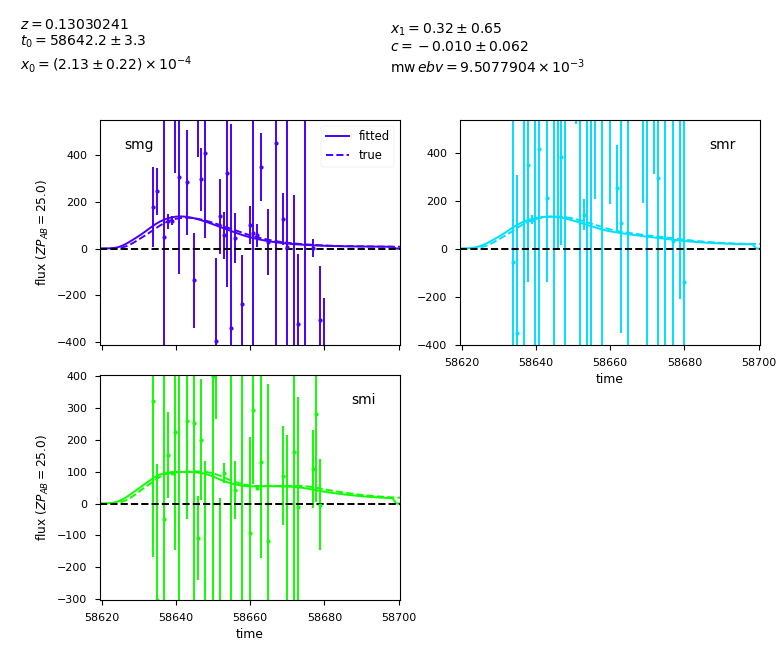 z = 0.13030241
t₀ = 58642.2 ± 3.3
x₀ = (2.13 ± 0.22) × 10⁻⁴
x₁ = 0.32 ± 0.65
c = −0.010 ± 0.062
mw ebv = 9.5077904 × 10⁻³
smg
fitted
true
400
200
0
−200
−400
flux (ZP_AB = 25.0)
smr
400
200
0
−200
−400
58620 58640 58660 58680 58700
time
smi
400
300
200
100
0
−100
−200
−300
flux (ZP_AB = 25.0)
58620 58640 58660 58680 58700
time